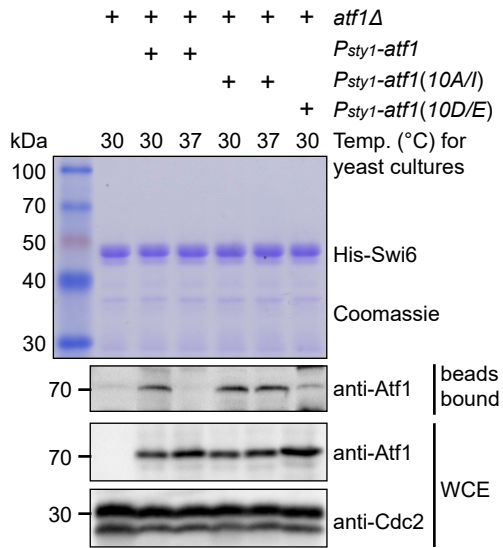 + + + + + + atf1Δ
+ + Psty1-atf1
+ + Psty1-atf1(10A/I)
+ Psty1-atf1(10D/E)
kDa 30 30 37 30 37 30 Temp. (°C) for
yeast cultures
100
70
50
His-Swi6
40
Coomassie
30
70 anti-Atf1 beads
bound
70 anti-Atf1
WCE
30 anti-Cdc2